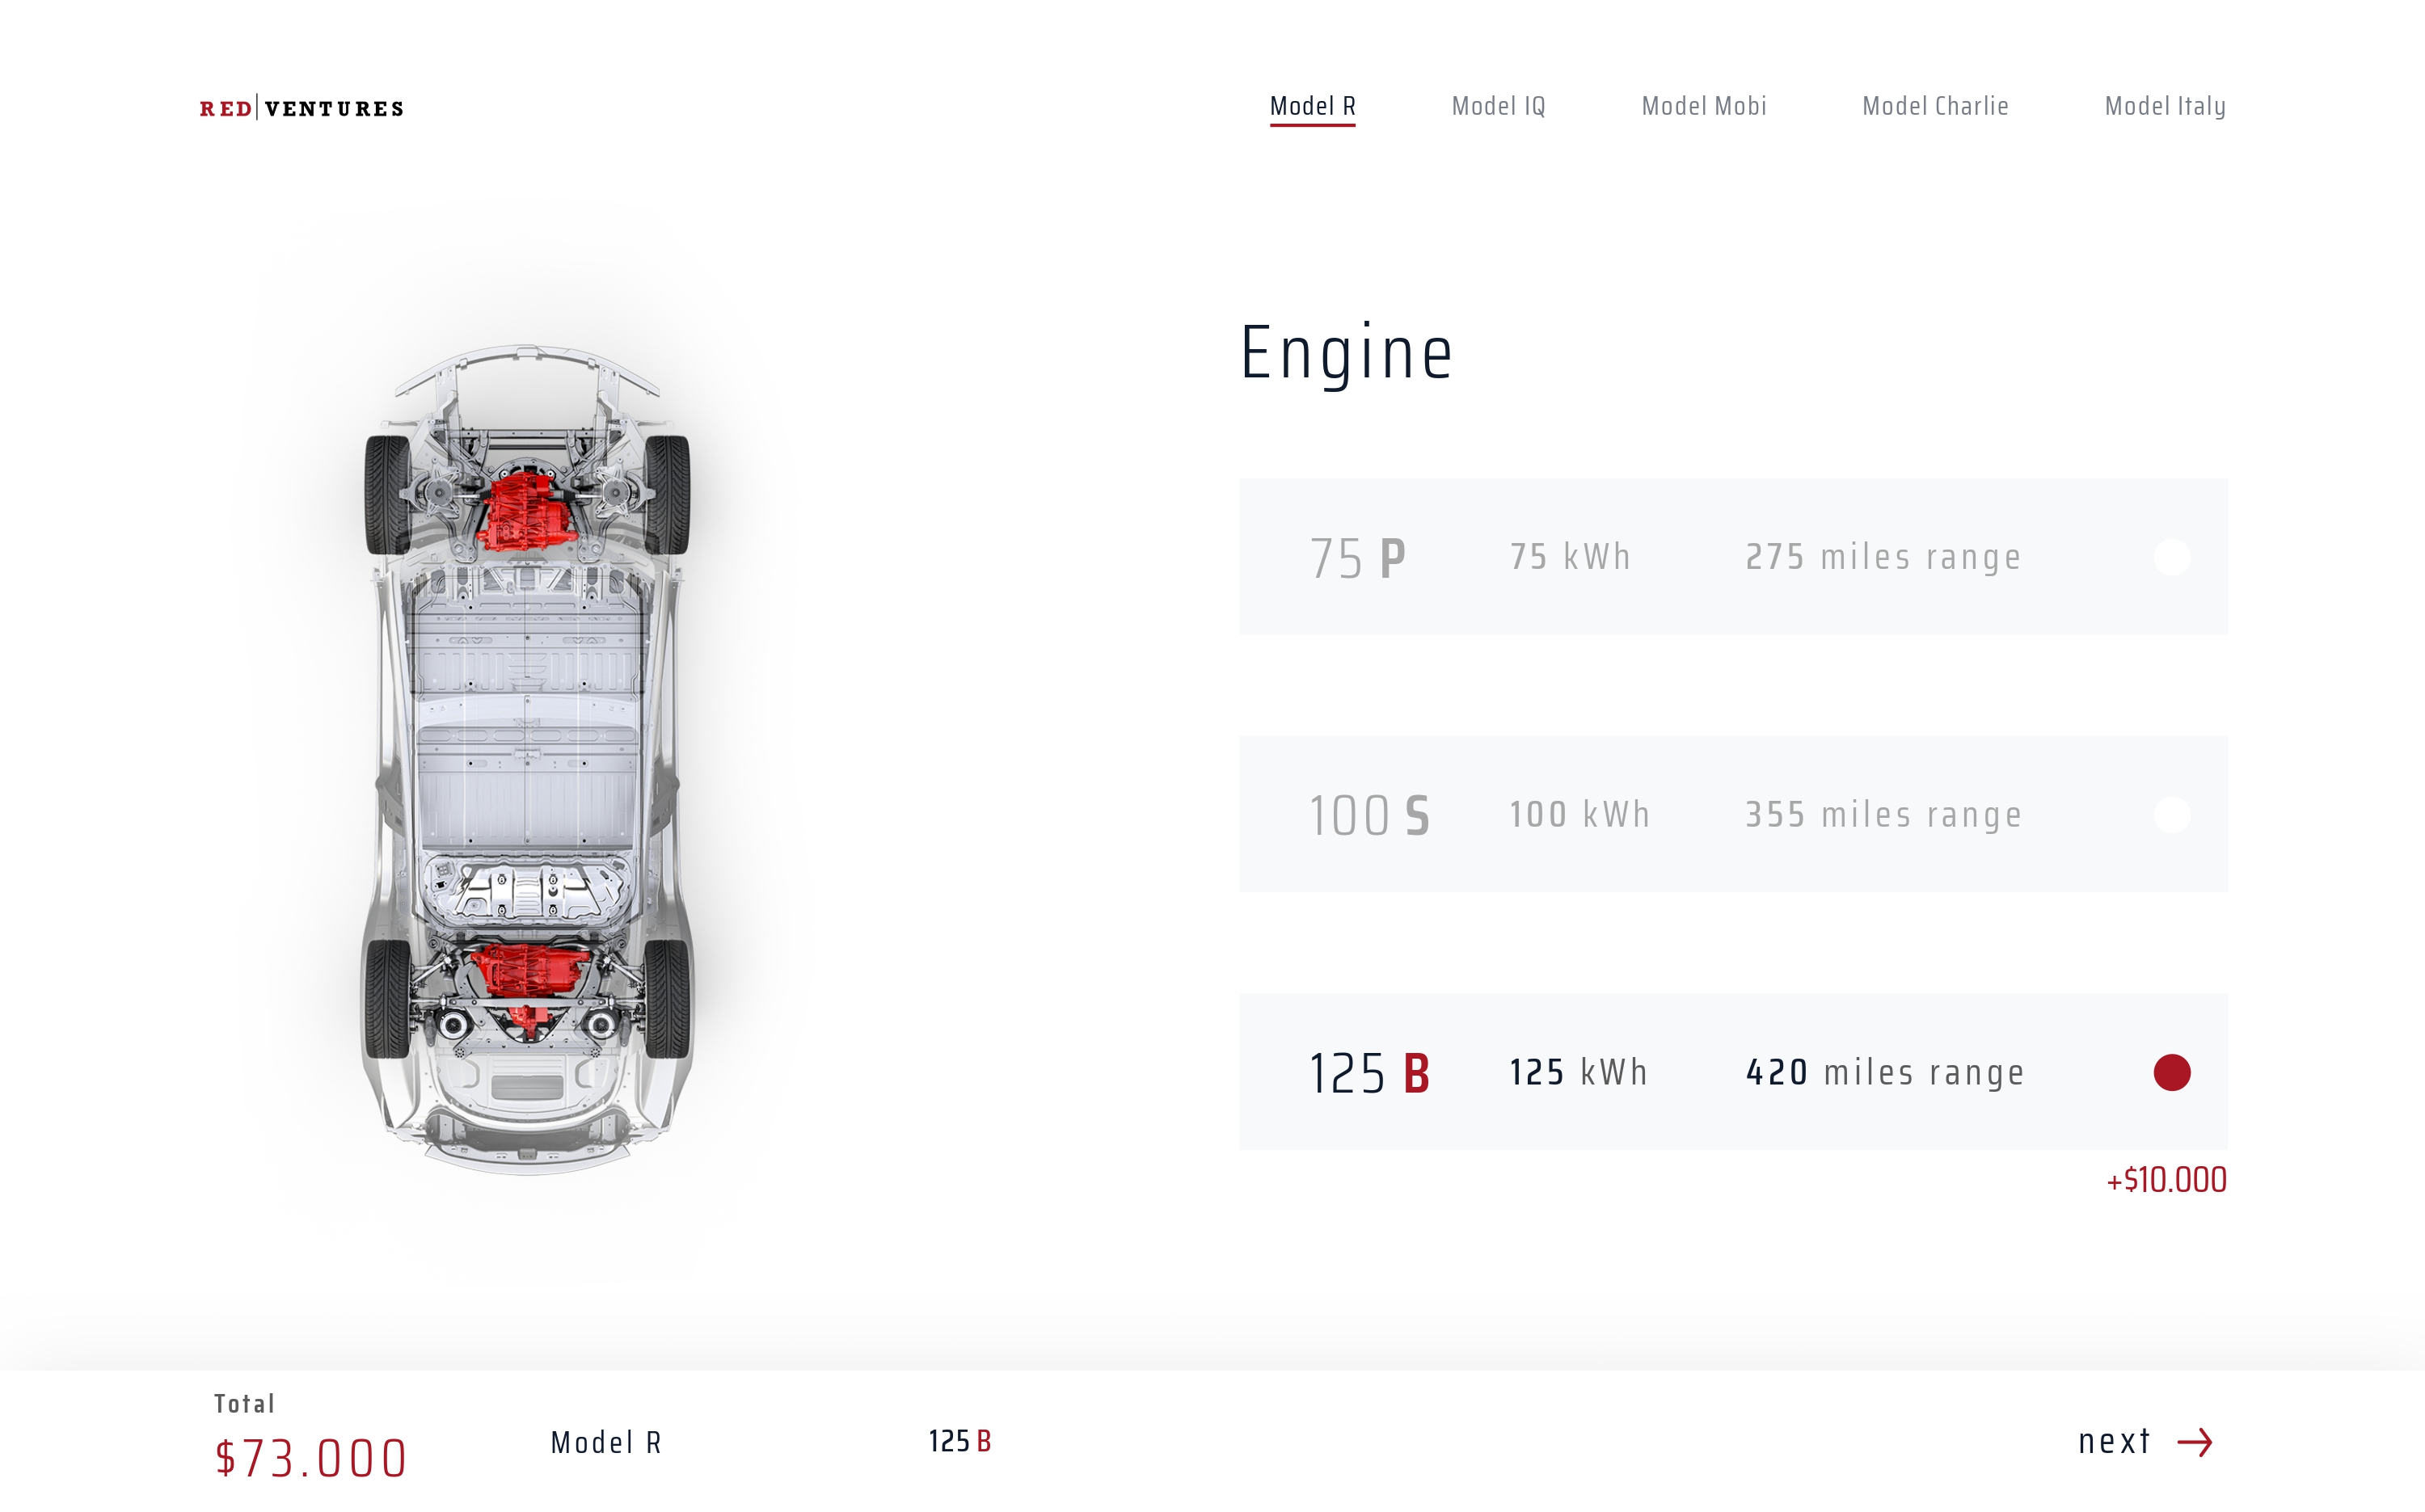 RED|VENTURES
Model R
Model IQ
Model Mobi
Model Charlie
Model Italy
Engine
75 P 75 kWh 275 miles range
100 S 100 kWh 355 miles range
125 B 125 kWh 420 miles range
+$10.000
Total
$73.000
Model R
125 B
next